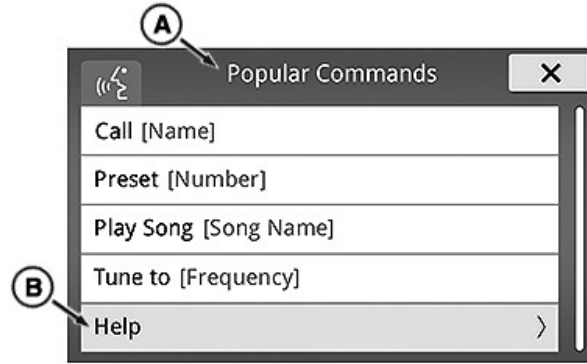 A
Popular Commands
Call [Name]
Preset [Number]
Play Song [Song Name]
Tune to [Frequency]
B
Help